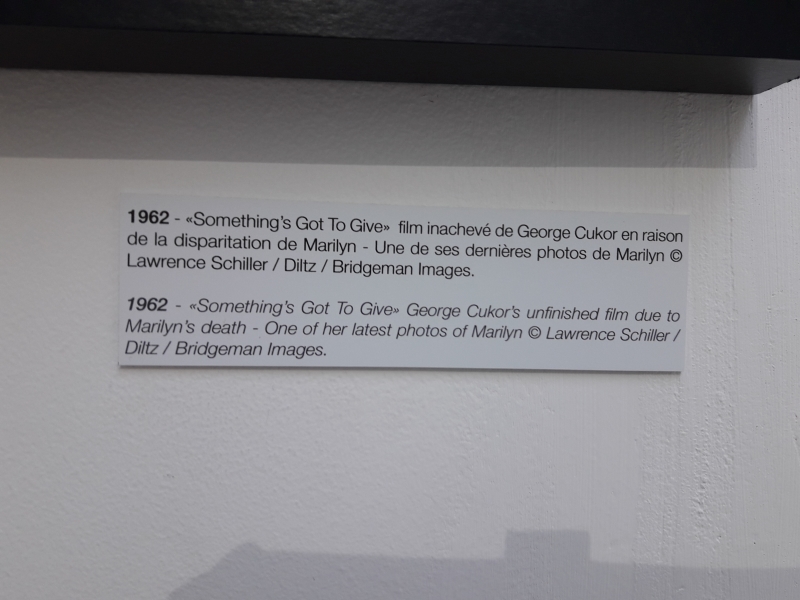 1962 - «Something's Got To Give» film inachevé de George Cukor en raison
de la disparitation de Marilyn - Une de ses dernières photos de Marilyn ©
Lawrence Schiller / Diltz / Bridgeman Images.
1962 - «Something's Got To Give» George Cukor's unfinished film due to
Marilyn's death - One of her latest photos of Marilyn © Lawrence Schiller /
Diltz / Bridgeman Images.